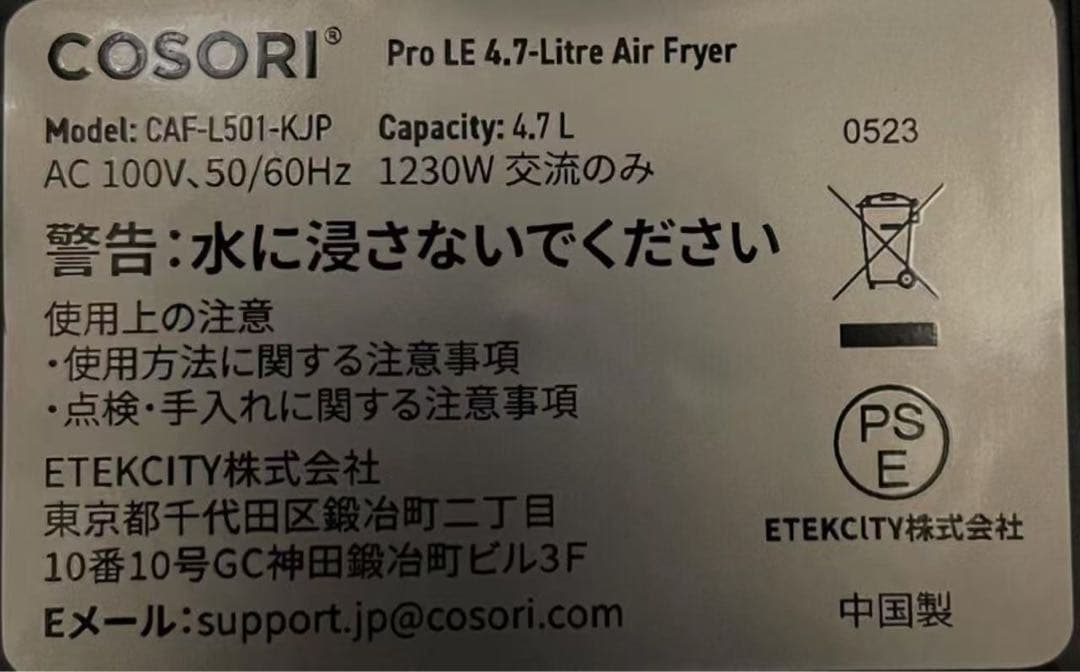 COSORI® Pro LE 4.7-Litre Air Fryer
Model: CAF-L501-KJP Capacity: 4.7 L
AC 100V、50/60Hz 1230W 交流のみ
0523
警告：水に浸さないでください
使用上の注意
・使用方法に関する注意事項
・点検・手入れに関する注意事項
ETEKCITY株式会社
東京都千代田区鍛冶町二丁目
10番10号GC神田鍛冶町ビル3F
Eメール：support.jp@cosori.com
PS
E
ETEKCITY株式会社
中国製